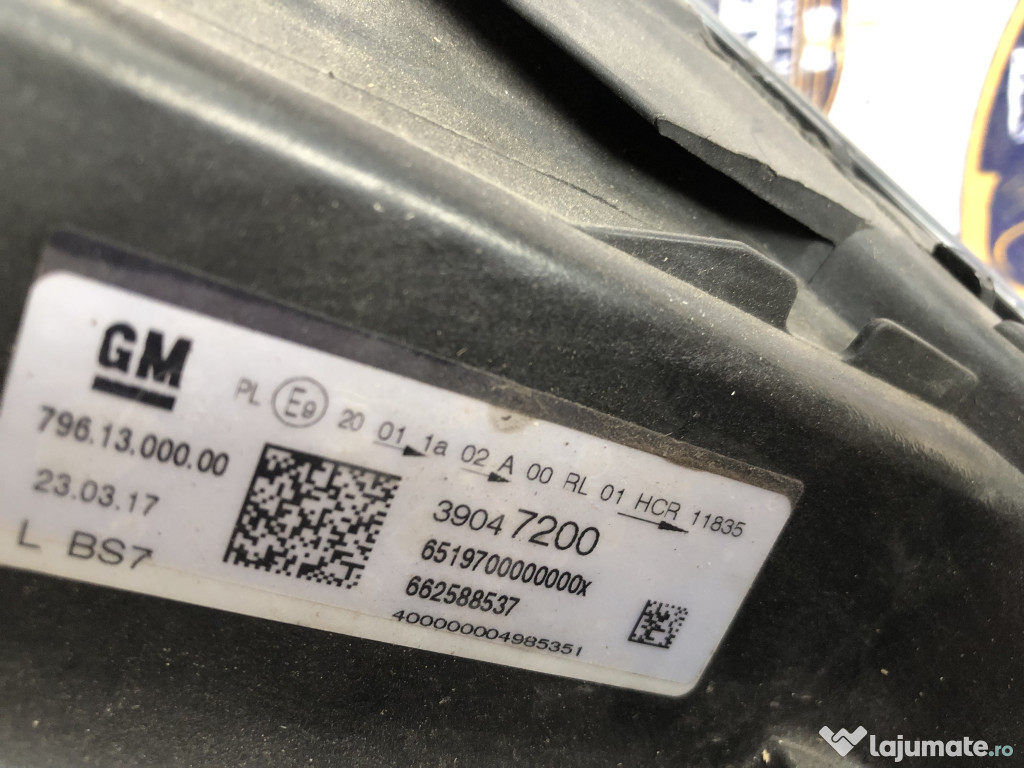 GM
PL E9 20 01 1a 02 A 00 RL 01 HCR 11835
796.13.000.00
23.03.17
L BS7
39047200
6519700000000X
662588537
400000004985351
lajumate.ro